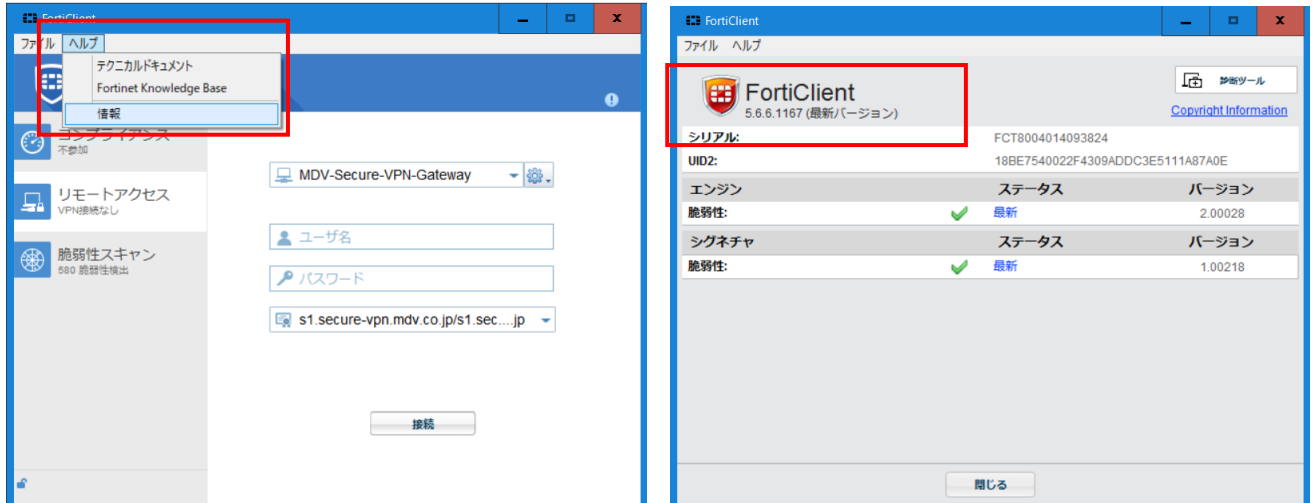 FortiClient
ファイル ヘルプ
テクニカルドキュメント
Fortinet Knowledge Base
情報
コンプライアンス
不参加
リモートアクセス
VPN接続なし
脆弱性スキャン
580 脆弱性検出
MDV-Secure-VPN-Gateway
ユーザ名
パスワード
s1.secure-vpn.mdv.co.jp/s1.sec....jp
接続
FortiClient
ファイル ヘルプ
FortiClient
5.6.6.1167 (最新バージョン)
診断ツール
Copyright Information
シリアル: FCT8004014093824
UID2: 18BE7540022F4309ADDC3E5111A87A0E
エンジン ステータス バージョン
脆弱性: 最新 2.00028
シグネチャ ステータス バージョン
脆弱性: 最新 1.00218
閉じる